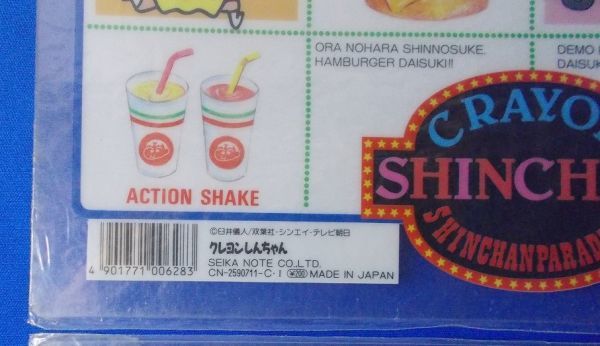 ORA NOHARA SHINNOSUKE.
HAMBURGER DAISUKI!!
DEMO
DAISUK
ACTION SHAKE
CRAYO
SHINCH
SHINCHANPARAD
©臼井儀人/双葉社・シンエイ・テレビ朝日
クレヨンしんちゃん
SEIKA NOTE CO.,LTD.
CN-2590711-C・I ¥200 MADE IN JAPAN
4 901771 006283